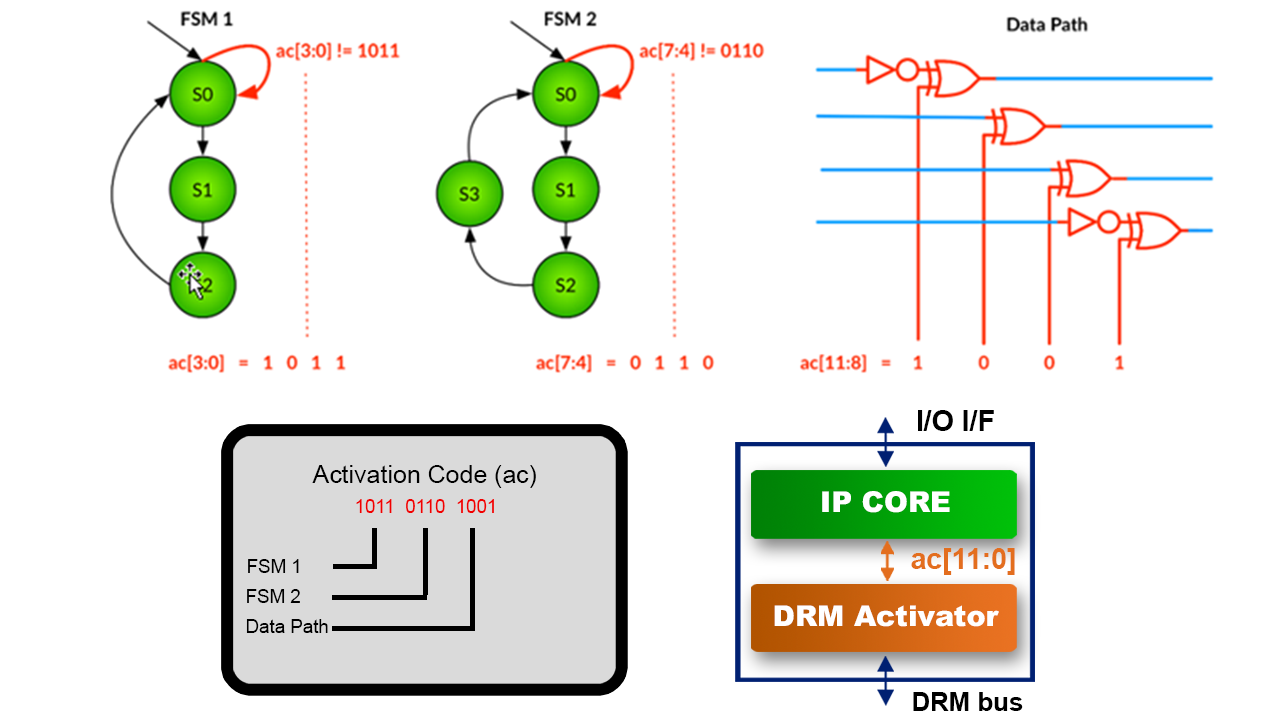 FSM 1
ac[3:0] != 1011
S0
S1
2
ac[3:0] = 1 0 1 1
FSM 2
ac[7:4] != 0110
S0
S3
S1
S2
ac[7:4] = 0 1 1 0
Data Path
ac[11:8] = 1 0 0 1
Activation Code (ac)
1011 0110 1001
FSM 1
FSM 2
Data Path
I/O I/F
IP CORE
ac[11:0]
DRM Activator
DRM bus